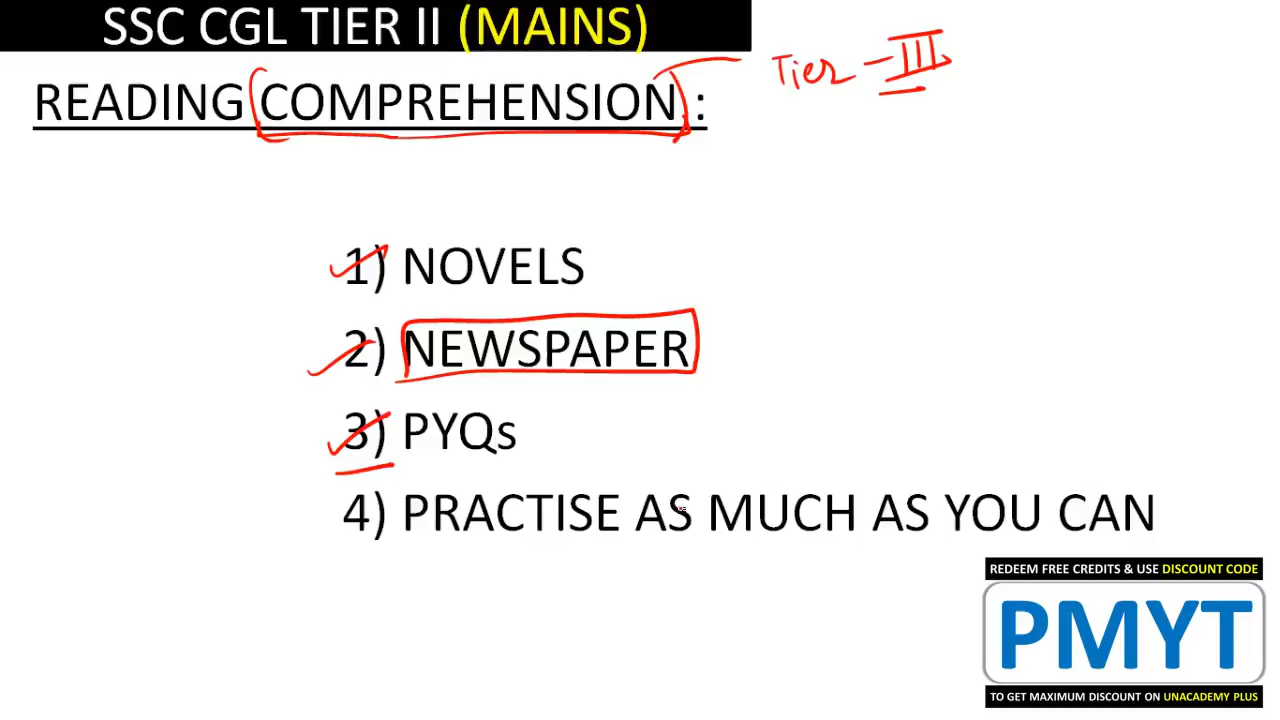 SSC CGL TIER II (MAINS)
Tier - III
READING COMPREHENSION :
1) NOVELS
2) NEWSPAPER
3) PYQs
4) PRACTISE AS MUCH AS YOU CAN
REDEEM FREE CREDITS & USE DISCOUNT CODE
PMYT
TO GET MAXIMUM DISCOUNT ON UNACADEMY PLUS